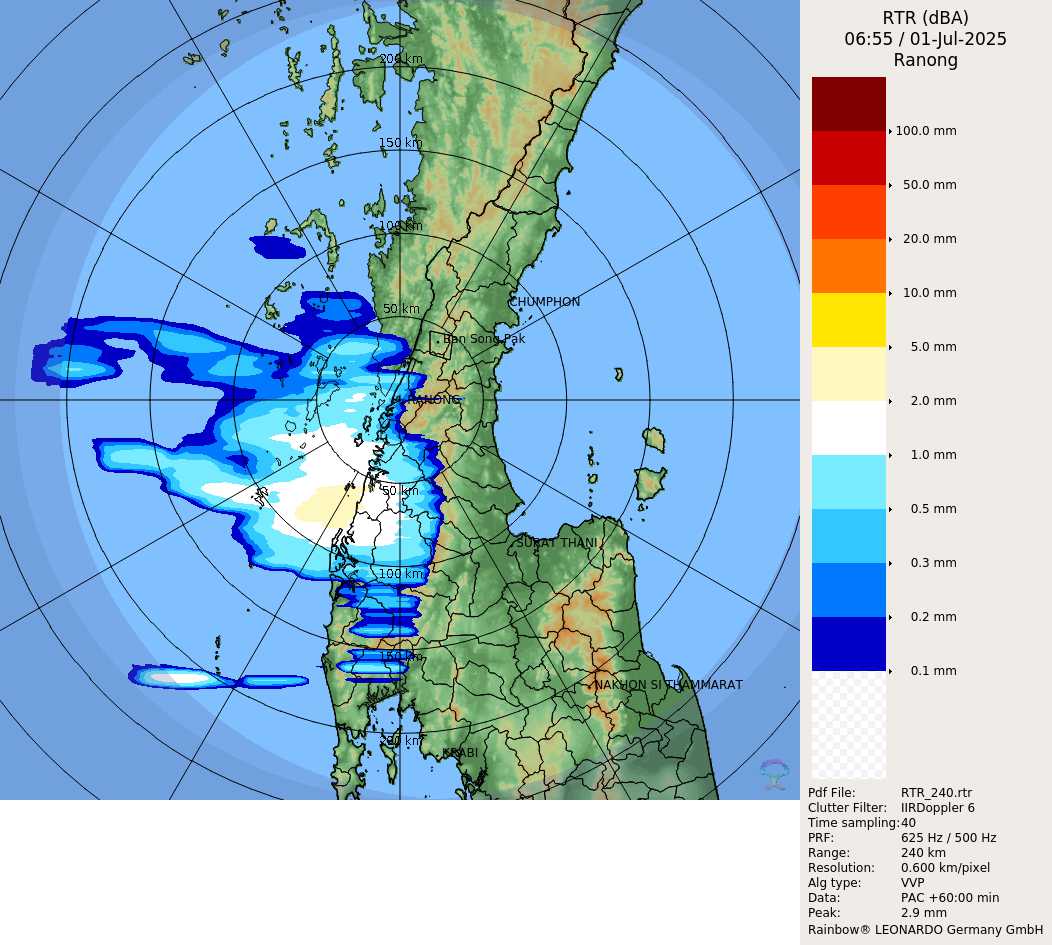 RTR (dBA)
06:55 / 01-Jul-2025
Ranong
200 km
150 km
100 km
50 km
CHUMPHON
Ban Song Pak
RANONG
50 km
SURAT THANI
100 km
150 km
NAKHON SI THAMMARAT
200 km
KRABI
100.0 mm
50.0 mm
20.0 mm
10.0 mm
5.0 mm
2.0 mm
1.0 mm
0.5 mm
0.3 mm
0.2 mm
0.1 mm
Pdf File: RTR_240.rtr
Clutter Filter: IIRDoppler 6
Time sampling:40
PRF: 625 Hz / 500 Hz
Range: 240 km
Resolution: 0.600 km/pixel
Alg type: VVP
Data: PAC +60:00 min
Peak: 2.9 mm
Rainbow® LEONARDO Germany GmbH